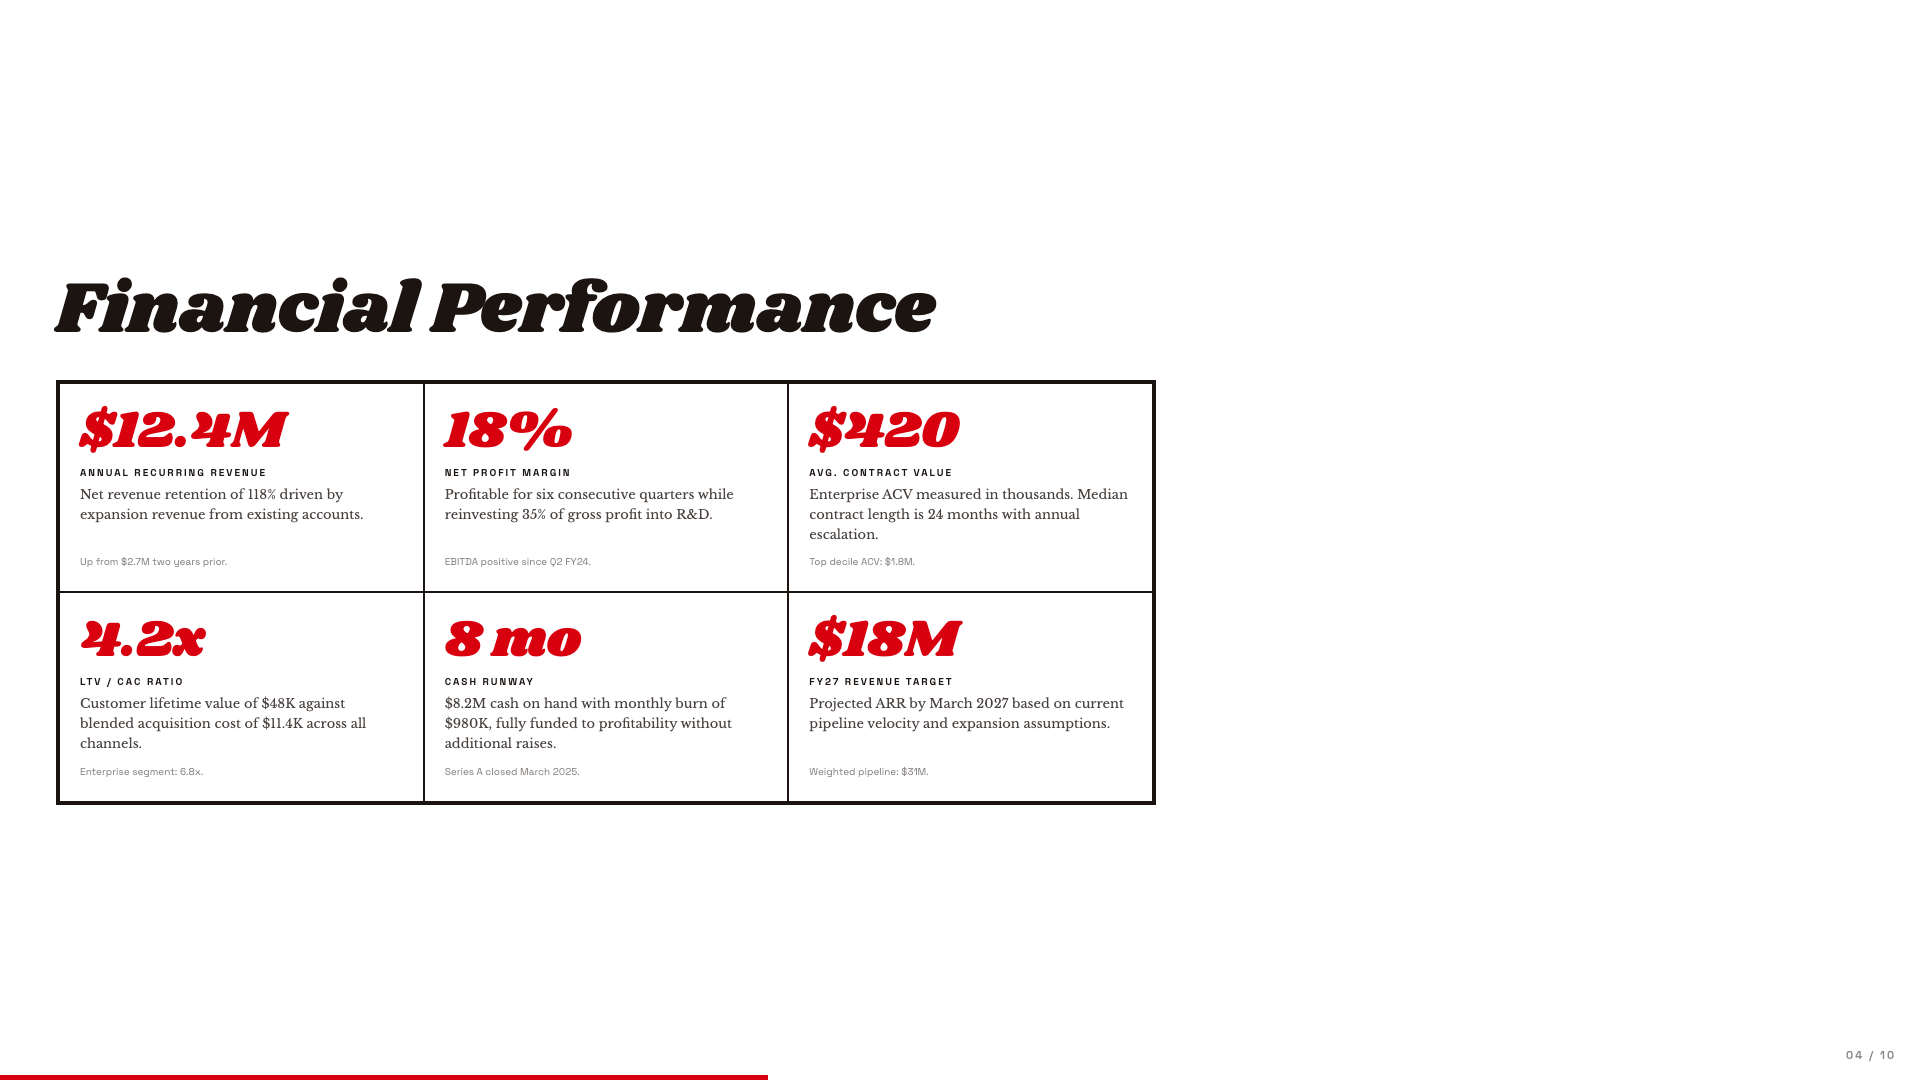 Financial Performance
$12.4M
ANNUAL RECURRING REVENUE
Net revenue retention of 118% driven by
expansion revenue from existing accounts.
Up from $2.7M two years prior.
18%
NET PROFIT MARGIN
Profitable for six consecutive quarters while
reinvesting 35% of gross profit into R&D.
EBITDA positive since Q2 FY24.
$420
AVG. CONTRACT VALUE
Enterprise ACV measured in thousands. Median
contract length is 24 months with annual
escalation.
Top decile ACV: $1.8M.
4.2x
LTV / CAC RATIO
Customer lifetime value of $48K against
blended acquisition cost of $11.4K across all
channels.
Enterprise segment: 6.8x.
8 mo
CASH RUNWAY
$8.2M cash on hand with monthly burn of
$980K, fully funded to profitability without
additional raises.
Series A closed March 2025.
$18M
FY27 REVENUE TARGET
Projected ARR by March 2027 based on current
pipeline velocity and expansion assumptions.
Weighted pipeline: $31M.
04 / 10